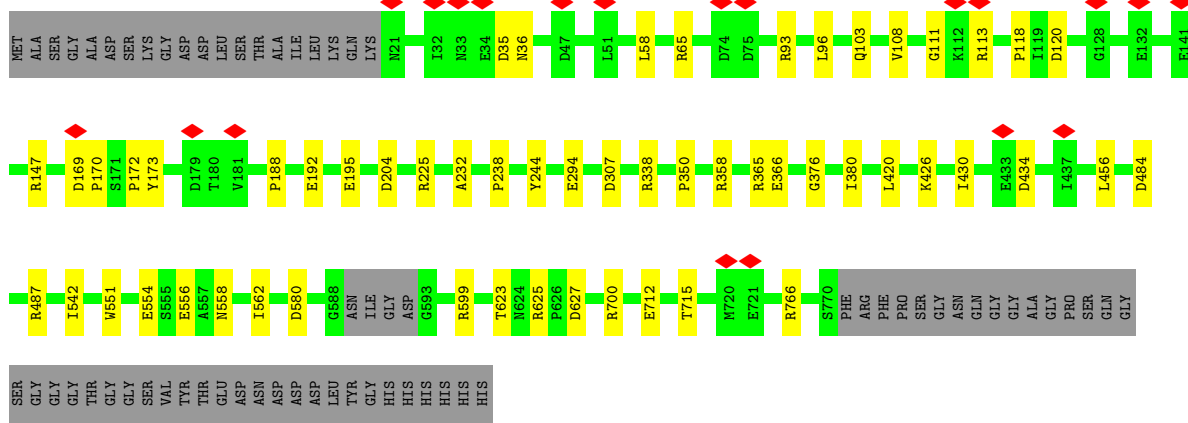 MET ALA SER GLY ALA ASP SER LYS GLY ASP ASP LEU SER THR ALA ILE LEU LYS GLN LYS N21 I32 N33 E34 D35 N36 D47 L51 L58 R65 D74 D75 R93 L96 Q103 V108 G111 K112 R113 P118 I119 D120 G128 E132 E141
R147 D169 P170 S171 P172 Y173 D179 T180 V181 P188 E192 E195 D204 R225 A232 P238 Y244 E294 D307 R338 P350 R358 R365 E366 G376 I380 L420 K426 I430 E433 D434 I437 L456 D484
R487 I542 W551 E554 S555 E556 A557 N558 I562 D580 G588 ASN ILE GLY ASP G593 R599 T623 N624 R625 P626 D627 R700 E712 T715 M720 E721 R766 S770 PHE ARG PHE PRO SER GLY ASN GLN GLY GLY GLY ALA GLY PRO SER GLN GLY
SER GLY GLY GLY THR GLY GLY SER VAL TYR THR GLU ASP ASN ASP ASP ASP LEU TYR GLY HIS HIS HIS HIS HIS HIS